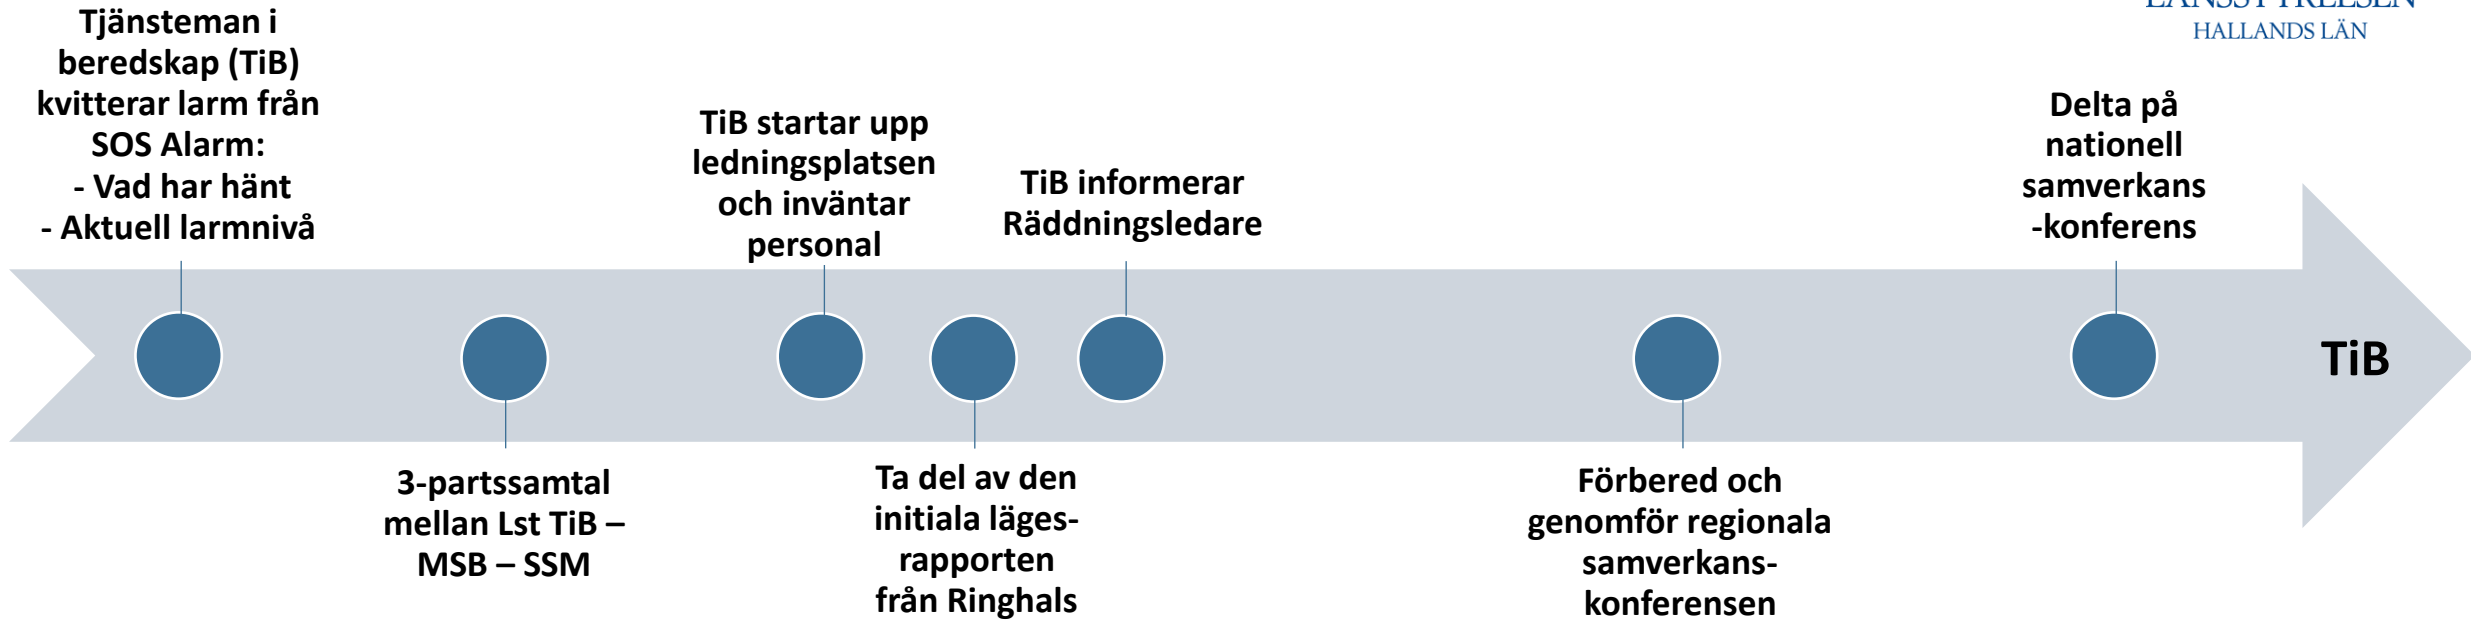 LÄNSSTYRELSEN
HALLANDS LÄN
Tjänsteman i
beredskap (TiB)
kvitterar larm från
SOS Alarm:
- Vad har hänt
- Aktuell larmnivå
3-partssamtal
mellan Lst TiB –
MSB – SSM
TiB startar upp
ledningsplatsen
och inväntar
personal
Ta del av den
initiala läges-
rapporten
från Ringhals
TiB informerar
Räddningsledare
Förbered och
genomför regionala
samverkans-
konferensen
Delta på
nationell
samverkans
-konferens
TiB